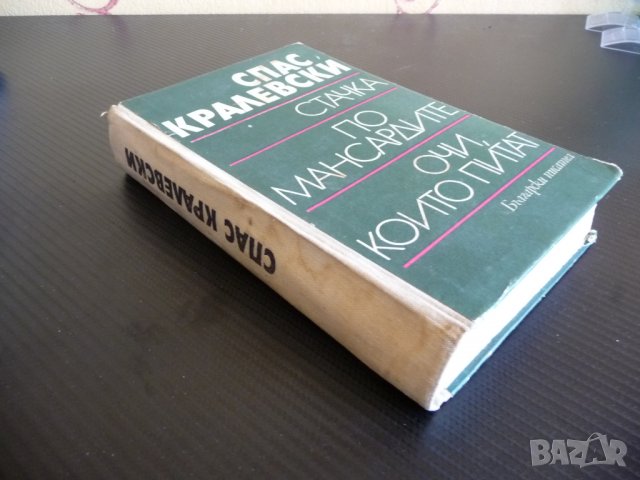 СПАС
КРАЛЕВСКИ
СТАЧКА
ПО
МАНСАРДИТЕ
ОЧИ,
КОИТО ПИТАТ
Български писател
СПАС КРАЛЕВСКИ
BAZAR